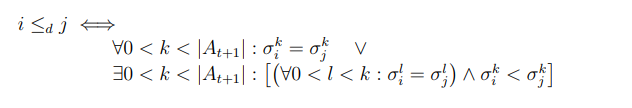 i ≤_d j ⟺
∀0 < k < |A_{t+1}| : σ_i^k = σ_j^k ∨
∃0 < k < |A_{t+1}| : [(∀0 < l < k : σ_i^l = σ_j^l) ∧ σ_i^k < σ_j^k]